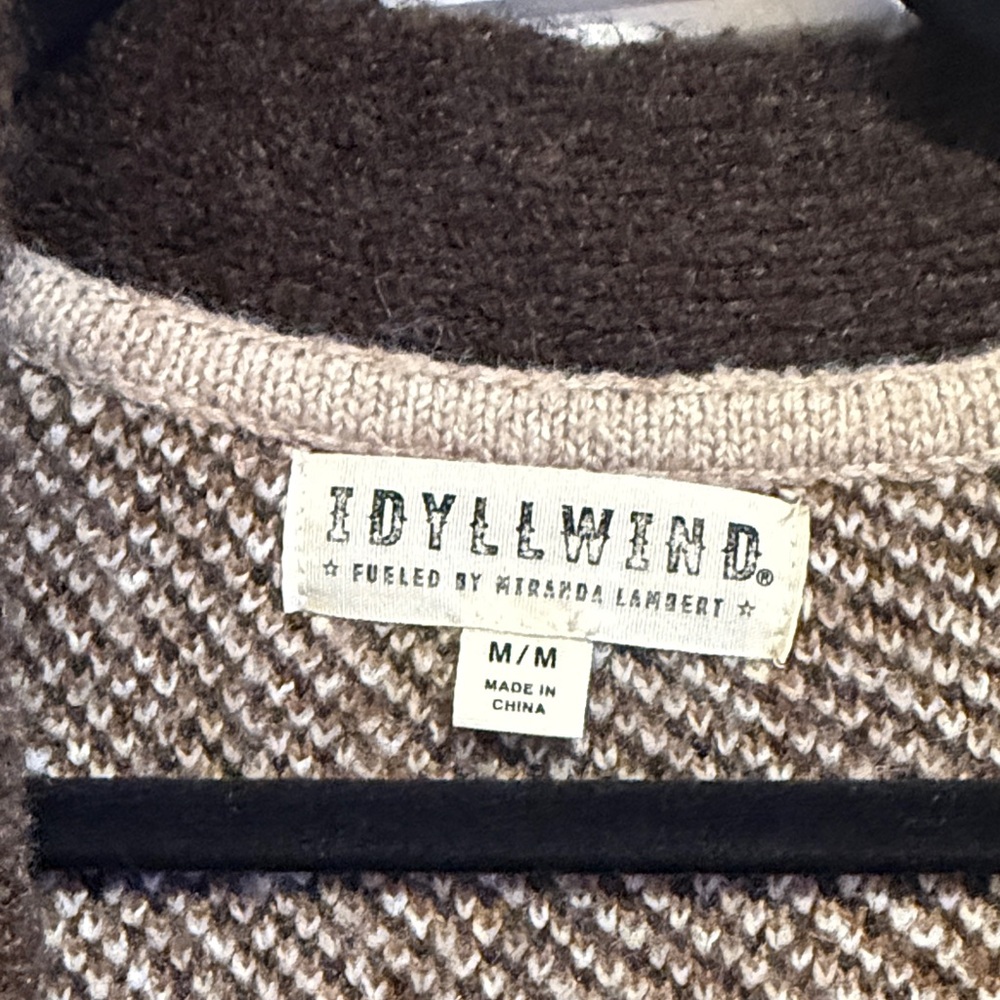 IDYLLWIND®
☆ FUELED BY MIRANDA LAMBERT ☆
M/M
MADE IN
CHINA